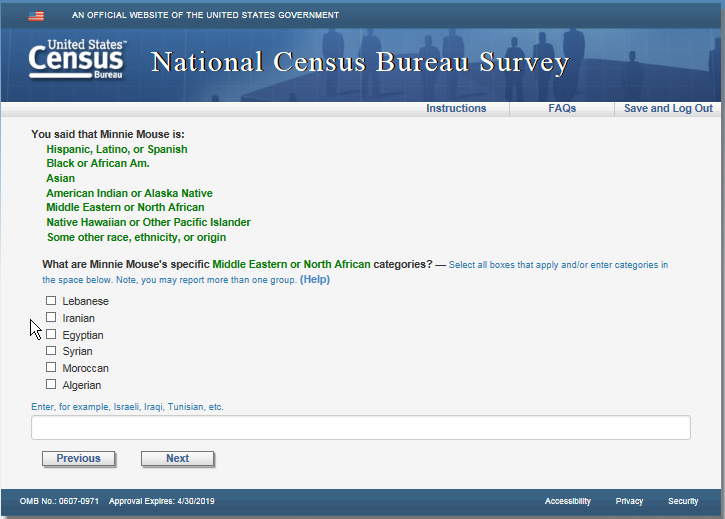 AN OFFICIAL WEBSITE OF THE UNITED STATES GOVERNMENT
United States™
Census
Bureau
National Census Bureau Survey
Instructions FAQs Save and Log Out
You said that Minnie Mouse is:
Hispanic, Latino, or Spanish
Black or African Am.
Asian
American Indian or Alaska Native
Middle Eastern or North African
Native Hawaiian or Other Pacific Islander
Some other race, ethnicity, or origin
What are Minnie Mouse's specific Middle Eastern or North African categories? — Select all boxes that apply and/or enter categories in
the space below. Note, you may report more than one group. (Help)
Lebanese
Iranian
Egyptian
Syrian
Moroccan
Algerian
Enter, for example, Israeli, Iraqi, Tunisian, etc.
Previous Next
OMB No.: 0607-0971 Approval Expires: 4/30/2019 Accessibility Privacy Security